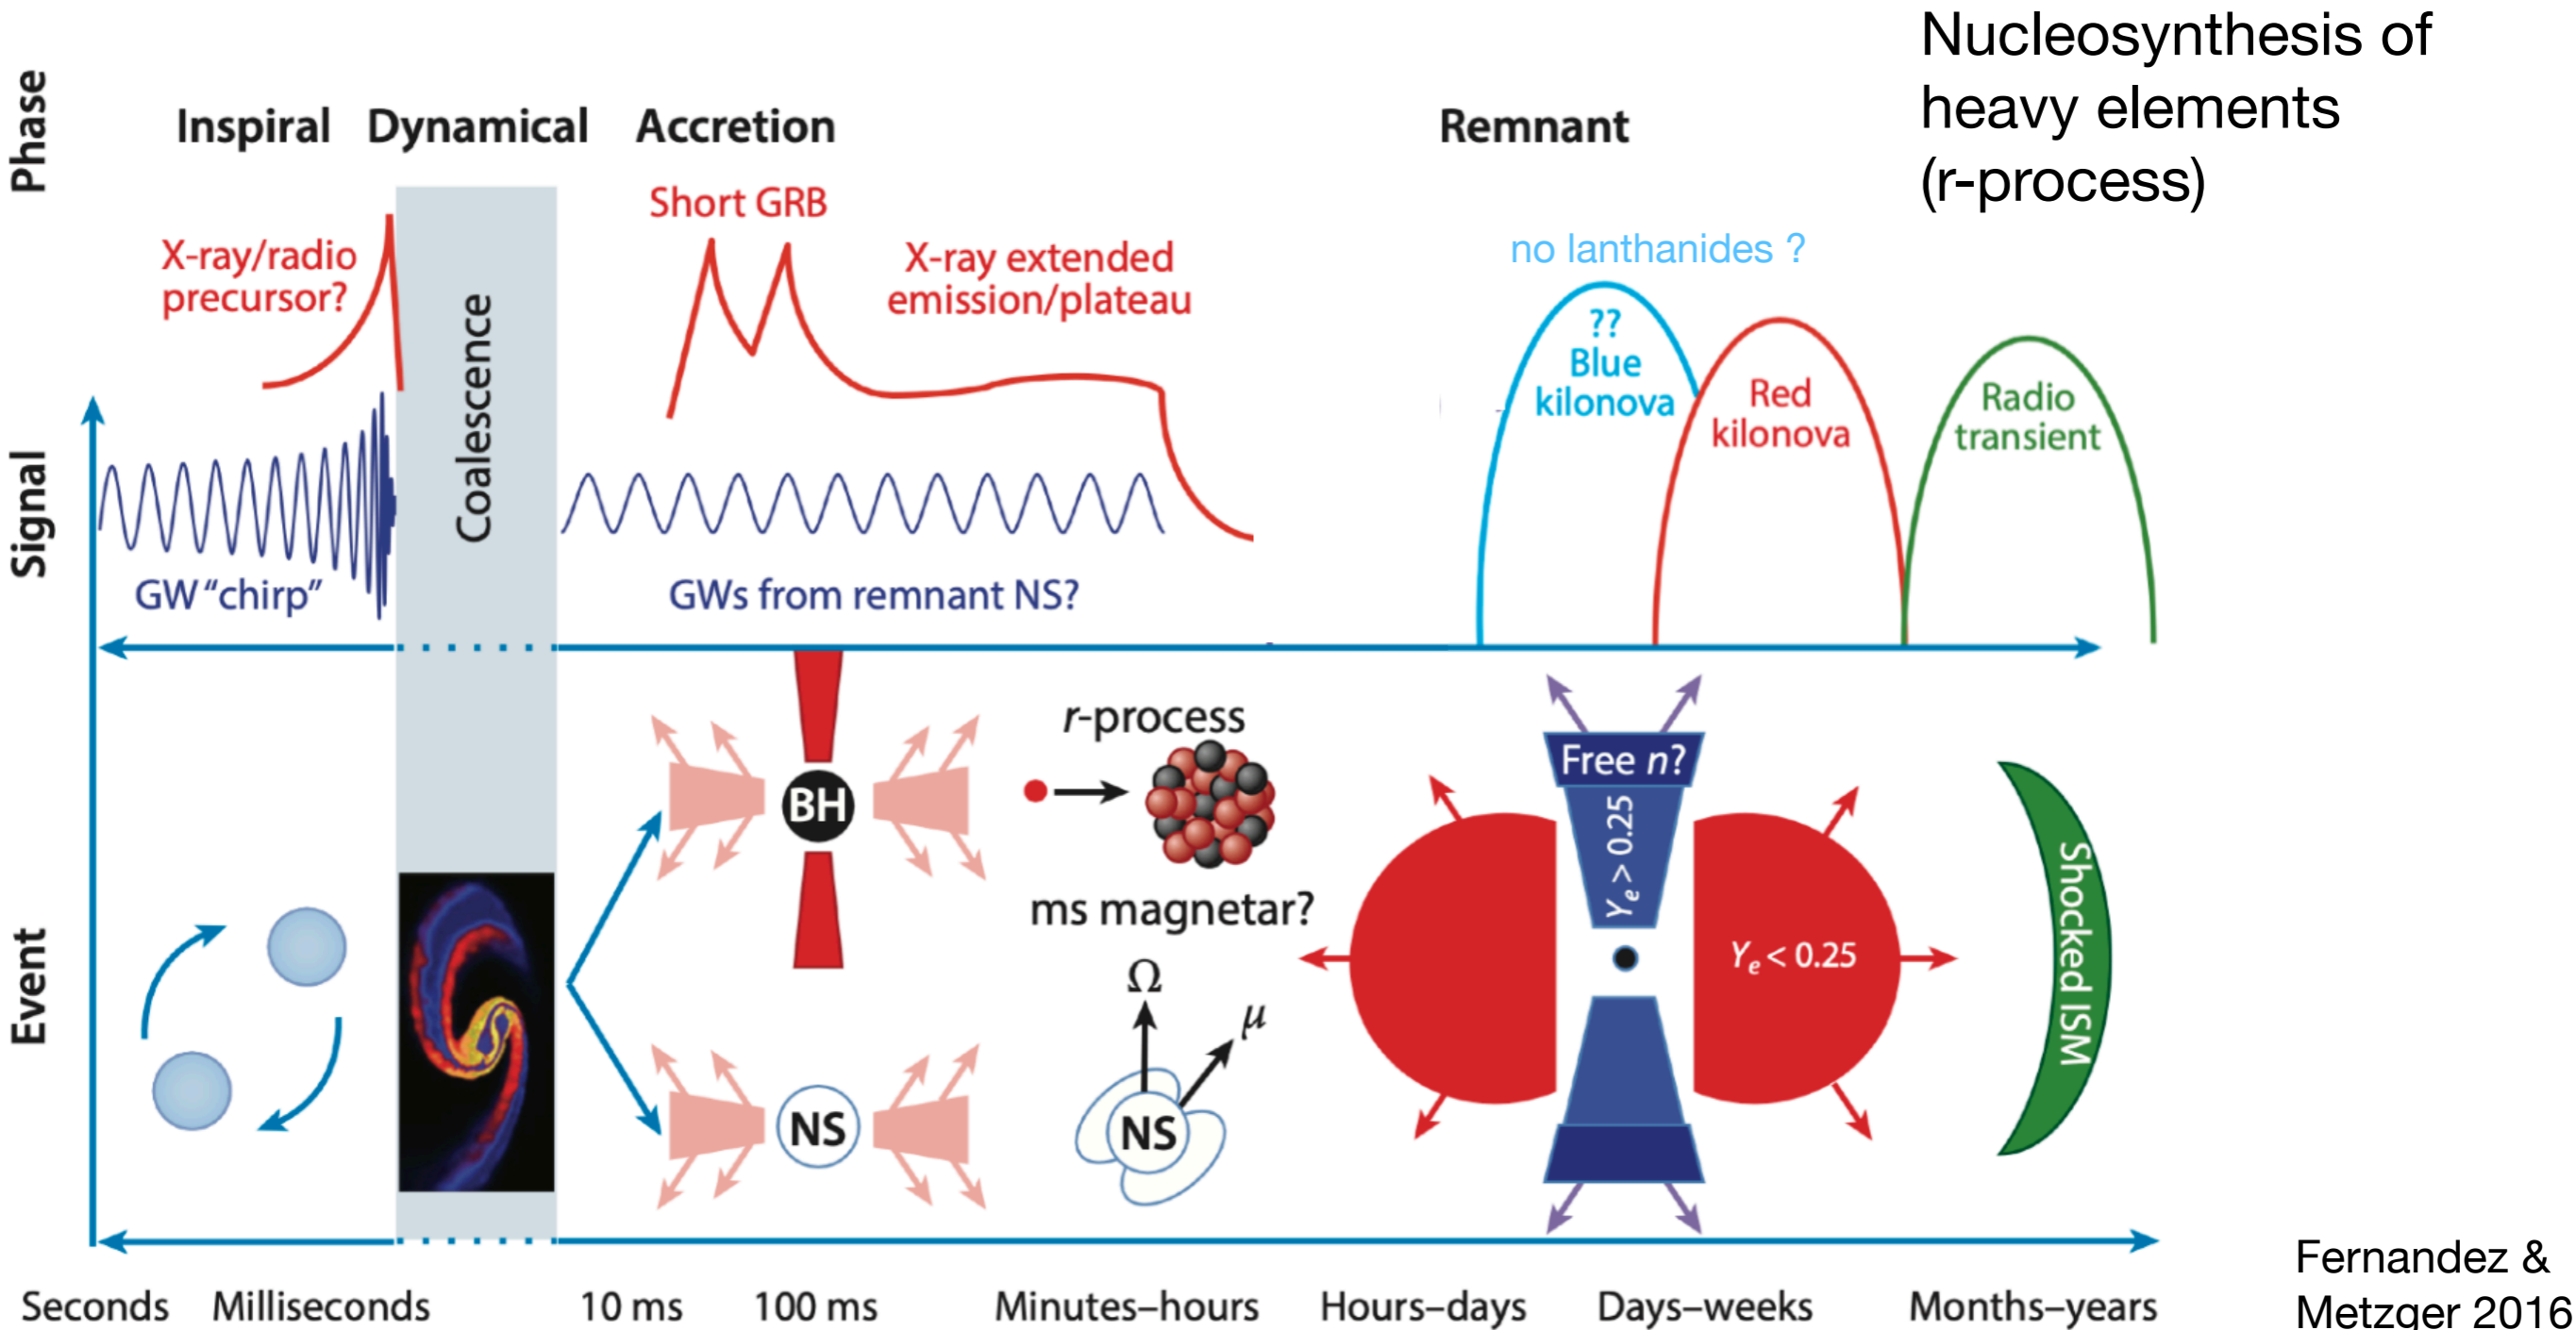 Nucleosynthesis of
heavy elements
(r-process)
Phase
Inspiral
Dynamical
Accretion
Remnant
Signal
X-ray/radio
precursor?
Short GRB
X-ray extended
emission/plateau
no lanthanides ?
??
Blue
kilonova
Red
kilonova
Radio
transient
Coalescence
GW “chirp”
GWs from remnant NS?
Event
BH
NS
r-process
ms magnetar?
Ω
μ
NS
Free n?
Ye > 0.25
Ye < 0.25
Shocked ISM
Seconds
Milliseconds
10 ms
100 ms
Minutes–hours
Hours–days
Days–weeks
Months–years
Fernandez &
Metzger 2016